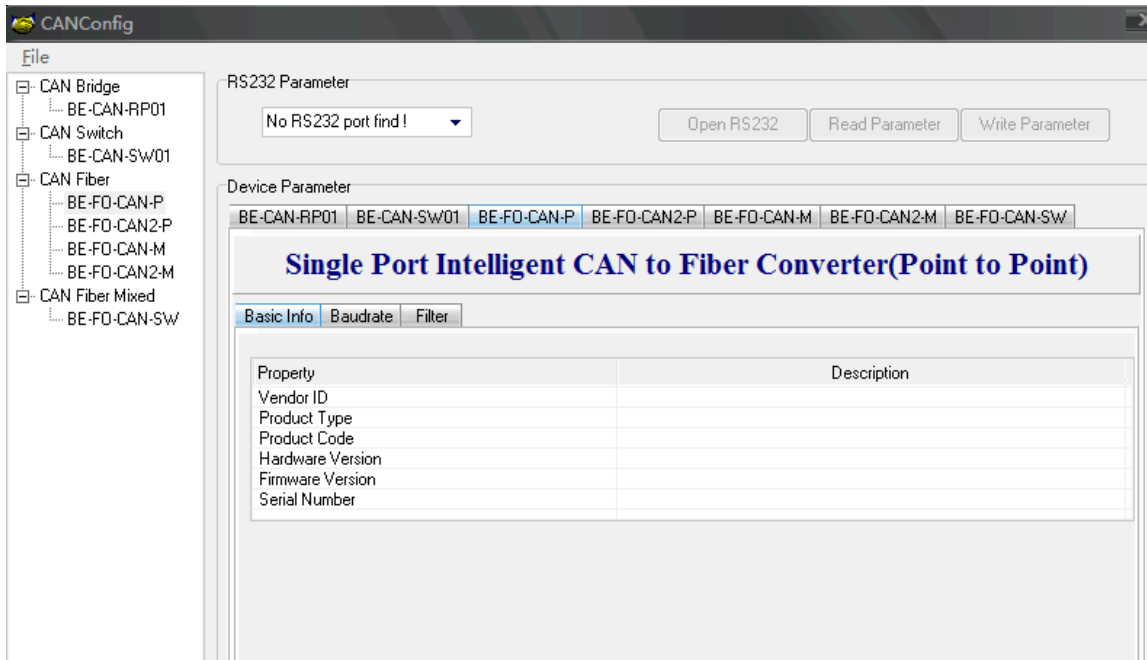 CANConfig
File
CAN Bridge
BE-CAN-RP01
CAN Switch
BE-CAN-SW01
CAN Fiber
BE-FO-CAN-P
BE-FO-CAN2-P
BE-FO-CAN-M
BE-FO-CAN2-M
CAN Fiber Mixed
BE-FO-CAN-SW
RS232 Parameter
No RS232 port find ! Open RS232 Read Parameter Write Parameter
Device Parameter
BE-CAN-RP01 BE-CAN-SW01 BE-FO-CAN-P BE-FO-CAN2-P BE-FO-CAN-M BE-FO-CAN2-M BE-FO-CAN-SW
Single Port Intelligent CAN to Fiber Converter(Point to Point)
Basic Info Baudrate Filter
Property Description
Vendor ID
Product Type
Product Code
Hardware Version
Firmware Version
Serial Number